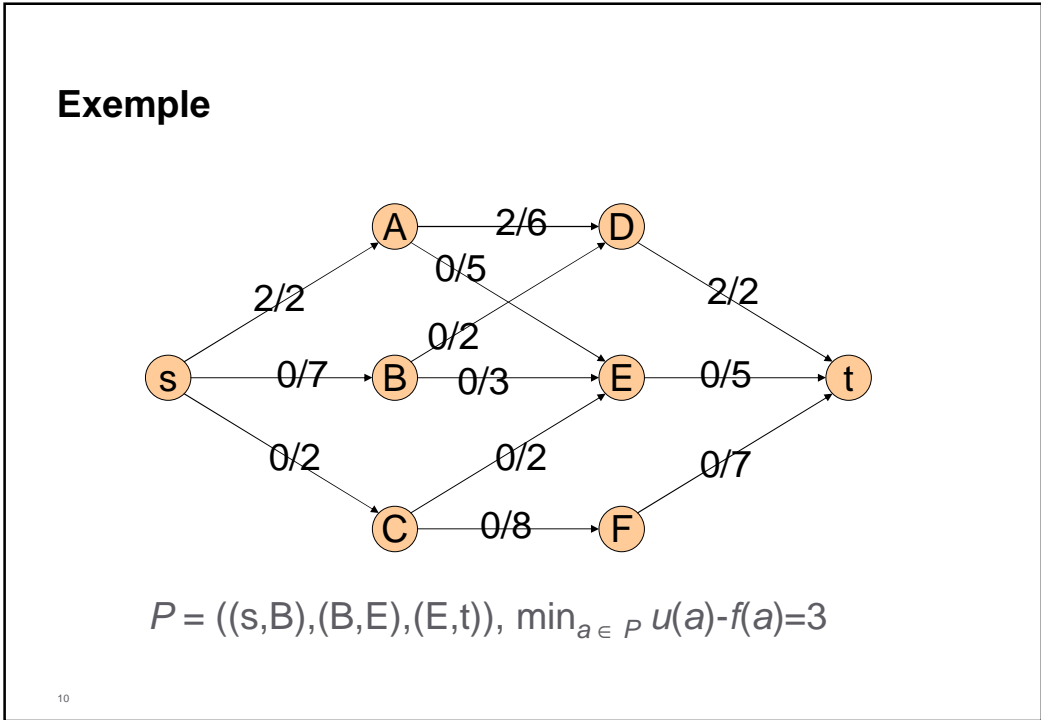 Exemple
A 2/6 D
0/5
2/2 2/2
0/2
s 0/7 B 0/3 E 0/5 t
0/2 0/2 0/7
C 0/8 F
P = ((s,B),(B,E),(E,t)), min_{a ∈ P} u(a)-f(a)=3
10